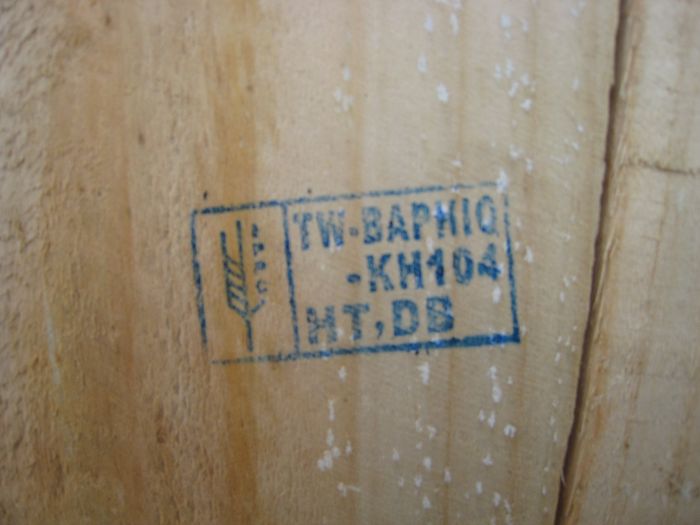 IPPC
TW-BAPHIQ
-KH104
HT,DB